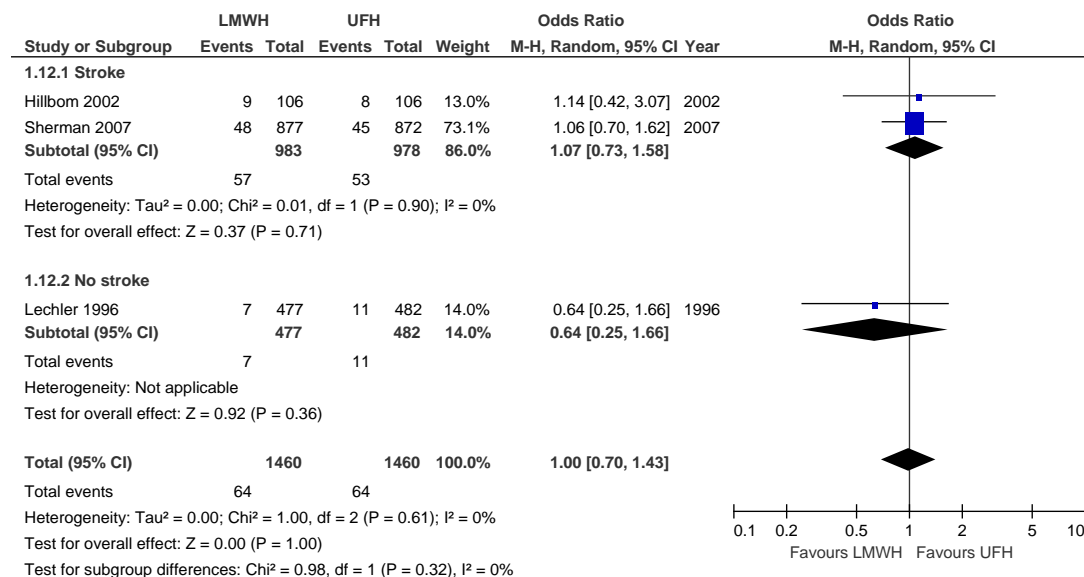 LMWH UFH Odds Ratio Odds Ratio
Study or Subgroup Events Total Events Total Weight M-H, Random, 95% CI Year M-H, Random, 95% CI
1.12.1 Stroke
Hillbom 2002 9 106 8 106 13.0% 1.14 [0.42, 3.07] 2002
Sherman 2007 48 877 45 872 73.1% 1.06 [0.70, 1.62] 2007
Subtotal (95% CI) 983 978 86.0% 1.07 [0.73, 1.58]
Total events 57 53
Heterogeneity: Tau² = 0.00; Chi² = 0.01, df = 1 (P = 0.90); I² = 0%
Test for overall effect: Z = 0.37 (P = 0.71)
1.12.2 No stroke
Lechler 1996 7 477 11 482 14.0% 0.64 [0.25, 1.66] 1996
Subtotal (95% CI) 477 482 14.0% 0.64 [0.25, 1.66]
Total events 7 11
Heterogeneity: Not applicable
Test for overall effect: Z = 0.92 (P = 0.36)
Total (95% CI) 1460 1460 100.0% 1.00 [0.70, 1.43]
Total events 64 64
Heterogeneity: Tau² = 0.00; Chi² = 1.00, df = 2 (P = 0.61); I² = 0%
Test for overall effect: Z = 0.00 (P = 1.00)
Test for subgroup differences: Chi² = 0.98, df = 1 (P = 0.32), I² = 0%
0.1 0.2 0.5 1 2 5 10
Favours LMWH Favours UFH